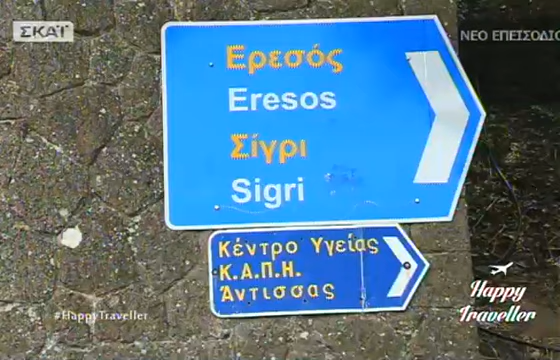 ΣΚΑΪ
ΝΕΟ ΕΠΕΙΣΟΔΙΟ
Ερεσός
Eresos
Σίγρι
Sigri
Κέντρο Υγείας
Κ.Α.Π.Η.
Άντισσας
#HappyTraveller
Happy
Traveller